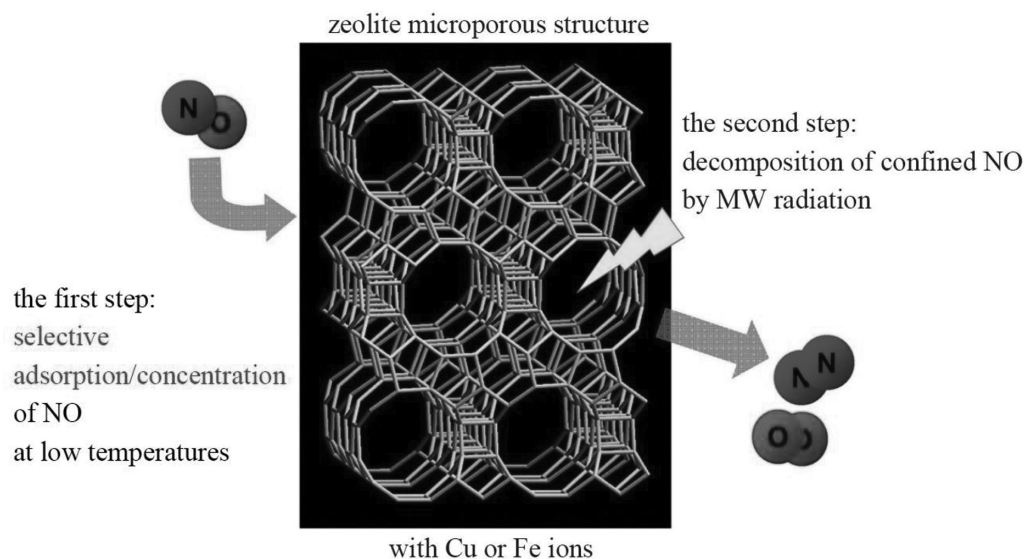 zeolite microporous structure
N
O
the second step:
decomposition of confined NO
by MW radiation
the first step:
selective
adsorption/concentration
of NO
at low temperatures
N
N
O
O
with Cu or Fe ions